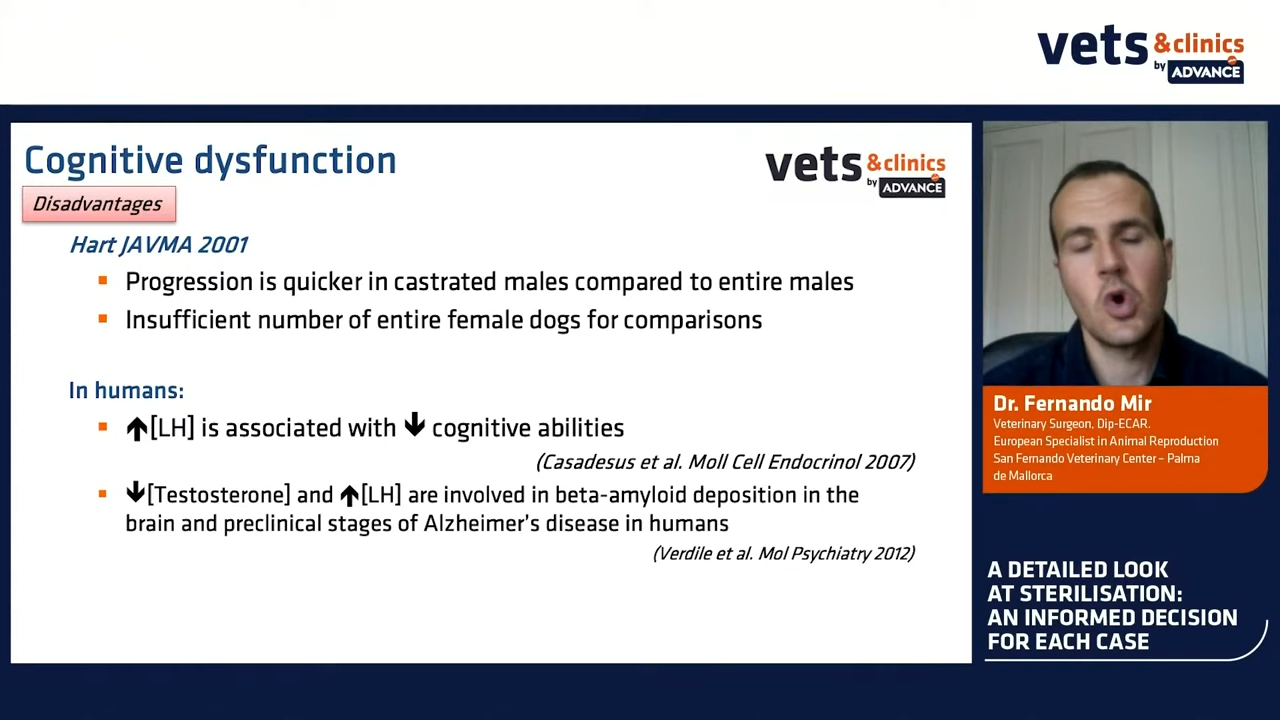 vets &clinics
by ADVANCE
Cognitive dysfunction
vets &clinics
by ADVANCE
Disadvantages
Hart JAVMA 2001
Progression is quicker in castrated males compared to entire males
Insufficient number of entire female dogs for comparisons
In humans:
↑[LH] is associated with ↓ cognitive abilities
(Casadesus et al. Moll Cell Endocrinol 2007)
↓[Testosterone] and ↑[LH] are involved in beta-amyloid deposition in the
brain and preclinical stages of Alzheimer's disease in humans
(Verdile et al. Mol Psychiatry 2012)
Dr. Fernando Mir
Veterinary Surgeon, Dip-ECAR.
European Specialist in Animal Reproduction
San Fernando Veterinary Center – Palma
de Mallorca
A DETAILED LOOK
AT STERILISATION:
AN INFORMED DECISION
FOR EACH CASE